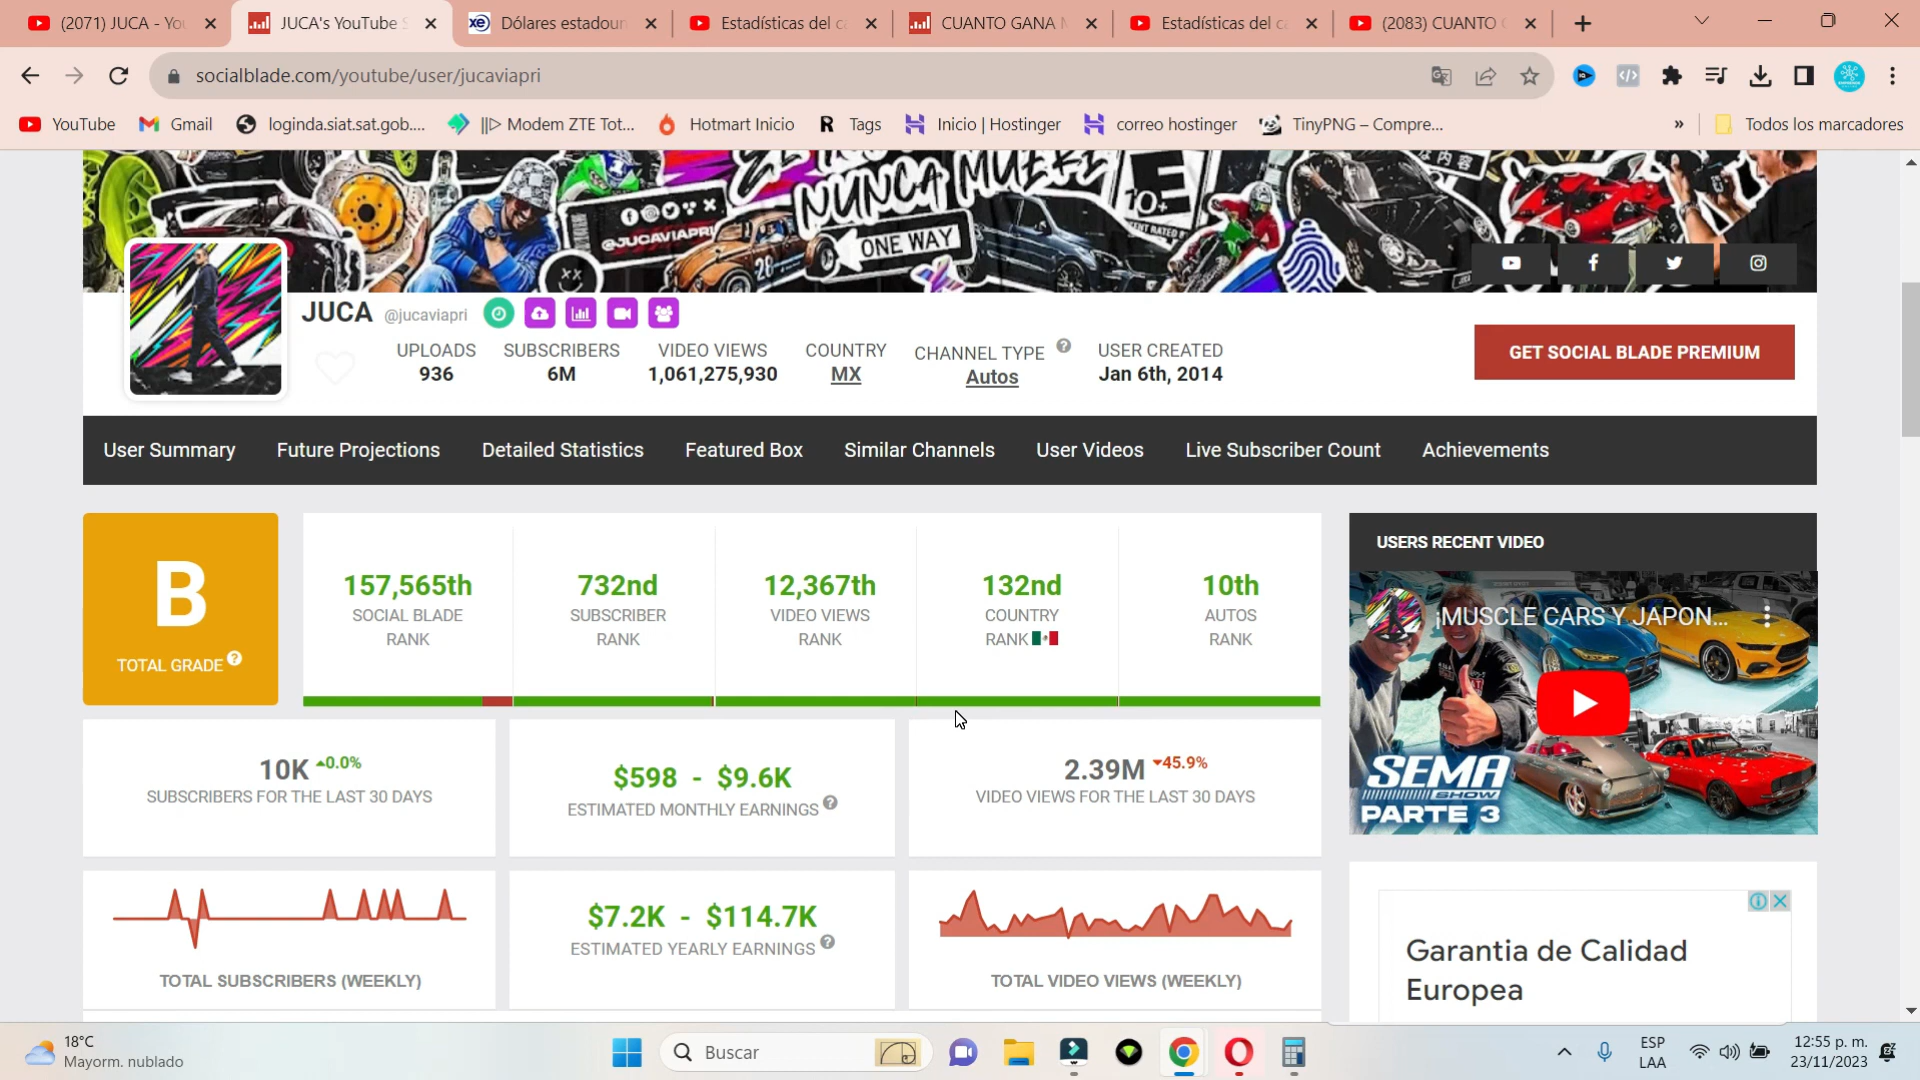 (2071) JUCA - You
JUCA's YouTube S
Dólares estadoun
Estadísticas del ca
CUANTO GANA
Estadísticas del ca
(2083) CUANTO
socialblade.com/youtube/user/jucaviapri
YouTube
Gmail
loginda.siat.sat.gob....
||▷ Modem ZTE Tot...
Hotmart Inicio
Tags
Inicio | Hostinger
correo hostinger
TinyPNG – Compre...
»
Todos los marcadores
NUNCA MUERE
@JUCAVIAPRI
ONE WAY
28
10+
JUCA @jucaviapri
UPLOADS
936
SUBSCRIBERS
6M
VIDEO VIEWS
1,061,275,930
COUNTRY
MX
CHANNEL TYPE
Autos
USER CREATED
Jan 6th, 2014
GET SOCIAL BLADE PREMIUM
User Summary
Future Projections
Detailed Statistics
Featured Box
Similar Channels
User Videos
Live Subscriber Count
Achievements
B
TOTAL GRADE
157,565th
SOCIAL BLADE
RANK
732nd
SUBSCRIBER
RANK
12,367th
VIDEO VIEWS
RANK
132nd
COUNTRY
RANK
10th
AUTOS
RANK
USERS RECENT VIDEO
¡MUSCLE CARS Y JAPON...
SEMA
SHOW
PARTE 3
10K 0.0%
SUBSCRIBERS FOR THE LAST 30 DAYS
$598 - $9.6K
ESTIMATED MONTHLY EARNINGS
2.39M 45.9%
VIDEO VIEWS FOR THE LAST 30 DAYS
TOTAL SUBSCRIBERS (WEEKLY)
$7.2K - $114.7K
ESTIMATED YEARLY EARNINGS
TOTAL VIDEO VIEWS (WEEKLY)
Garantia de Calidad
Europea
18°C
Mayorm. nublado
Buscar
ESP
LAA
12:55 p. m.
23/11/2023